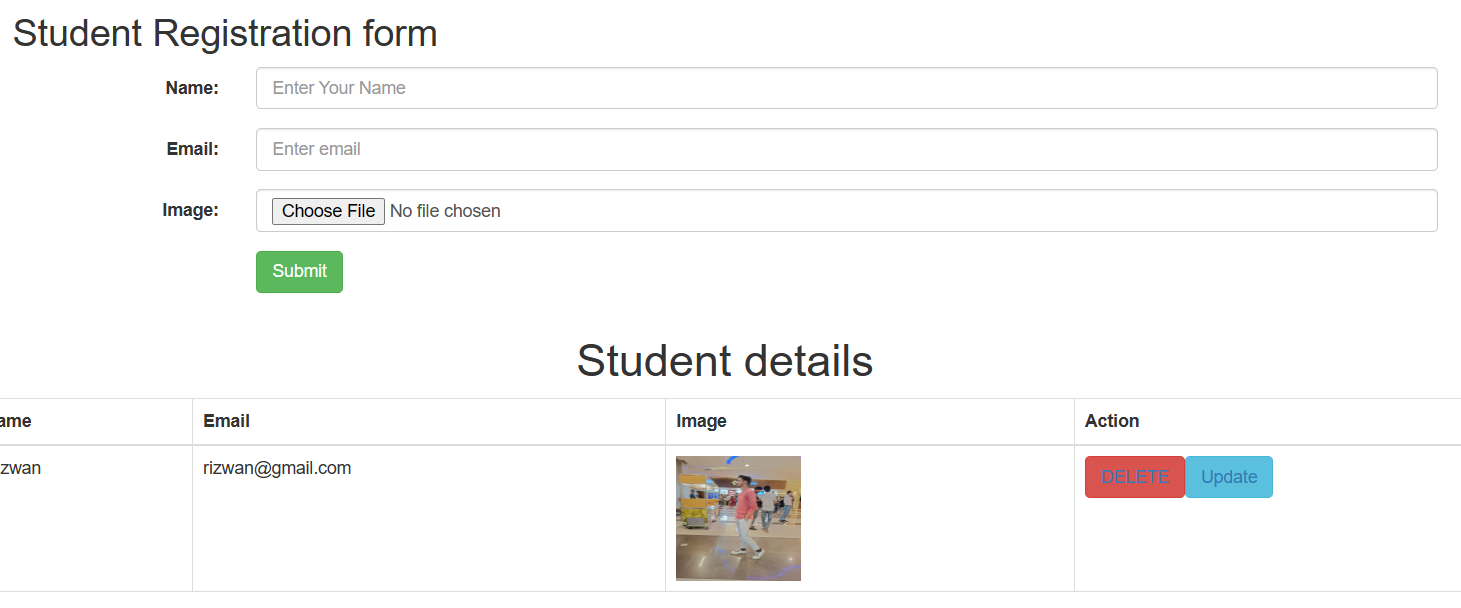 Student Registration form
Name: Enter Your Name
Email: Enter email
Image: Choose File No file chosen
Submit
Student details
ame Email Image Action
zwan rizwan@gmail.com DELETE Update